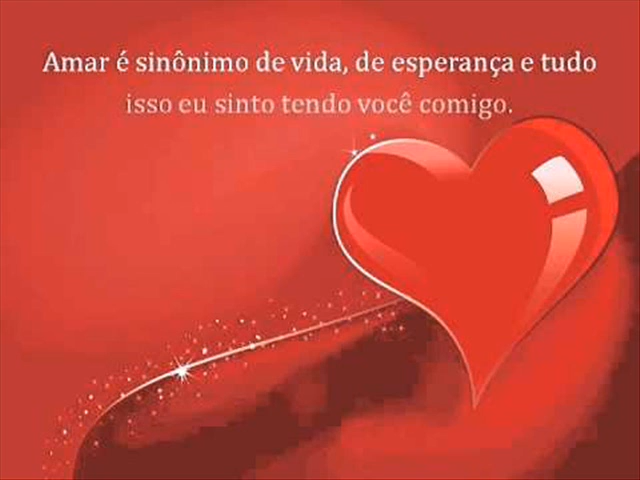 Amar é sinônimo de vida, de esperança e tudo
isso eu sinto tendo você comigo.